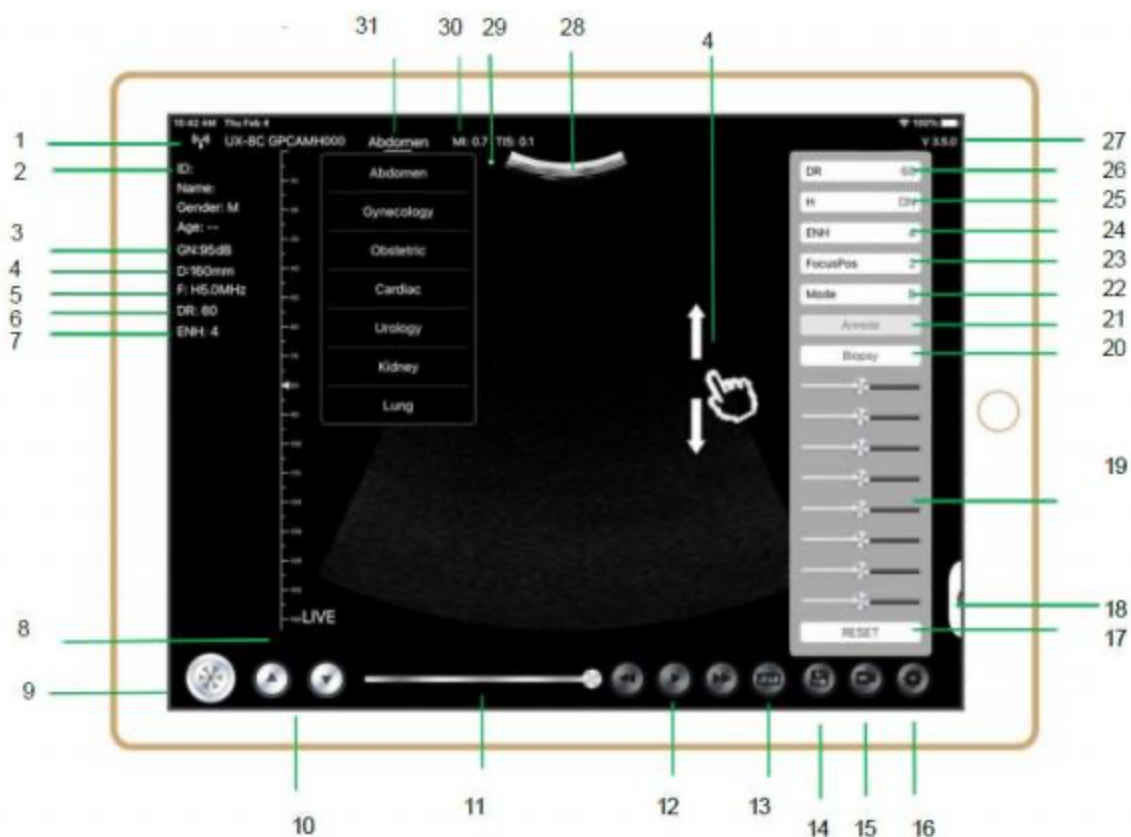 31 30 29 28 4
10:42 AM Thu Feb 4 100%
1 UX-8C GPCAMH000 Abdomen MI: 0.7 TIS: 0.1 V 3.5.0 27
2 ID:
Name:
Gender: M
Age: --
3 GN:95dB
4 D:160mm
5 F: H5.0MHz
6 DR: 60
7 ENH: 4
Abdomen
Gynecology
Obstetric
Cardiac
Urology
Kidney
Lung
DR 60 26
H ON 25
ENH 4 24
FocusPos 2 23
Mode B 22
Annote 21
Biopsy 20
19
18
RESET 17
LIVE
8
9
10 11 12 13 14 15 16